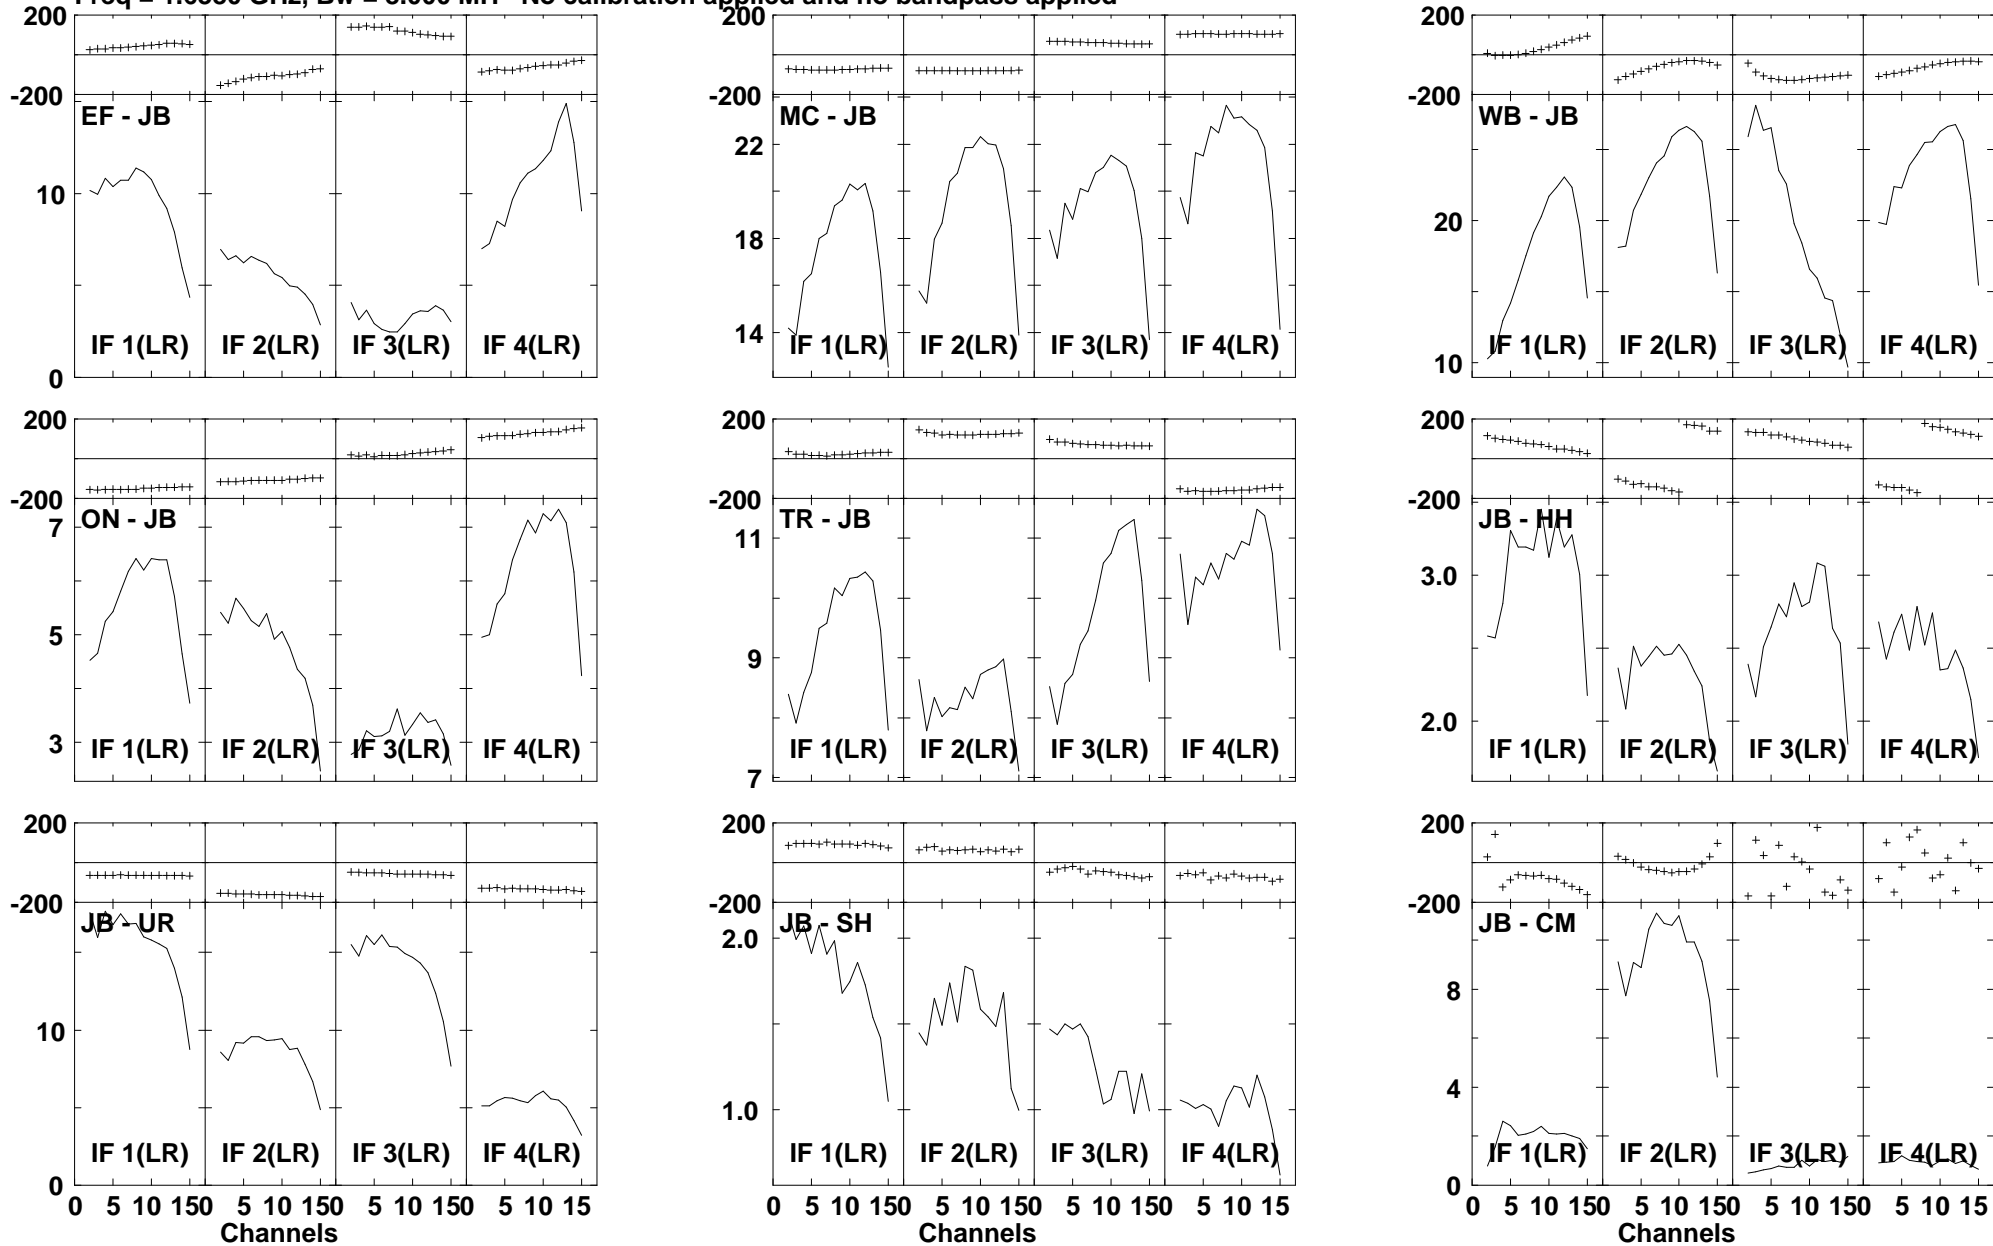 No calibration applied and no bandpass applied
200
-200
EF - JB
10
0
IF 1(LR) IF 2(LR) IF 3(LR) IF 4(LR)
200
-200
MC - JB
22
18
14
IF 1(LR) IF 2(LR) IF 3(LR) IF 4(LR)
200
-200
WB - JB
20
10
IF 1(LR) IF 2(LR) IF 3(LR) IF 4(LR)
200
-200
ON - JB
7
5
3
IF 1(LR) IF 2(LR) IF 3(LR) IF 4(LR)
200
-200
TR - JB
11
9
7
IF 1(LR) IF 2(LR) IF 3(LR) IF 4(LR)
200
-200
JB - HH
3.0
2.0
IF 1(LR) IF 2(LR) IF 3(LR) IF 4(LR)
200
-200
JB - UR
10
0
IF 1(LR) IF 2(LR) IF 3(LR) IF 4(LR)
0 5 10 150 5 10 150 5 10 150 5 10 15
Channels
200
-200
JB - SH
2.0
1.0
IF 1(LR) IF 2(LR) IF 3(LR) IF 4(LR)
0 5 10 150 5 10 150 5 10 150 5 10 15
Channels
200
-200
JB - CM
8
4
0
IF 1(LR) IF 2(LR) IF 3(LR) IF 4(LR)
0 5 10 150 5 10 150 5 10 150 5 10 15
Channels